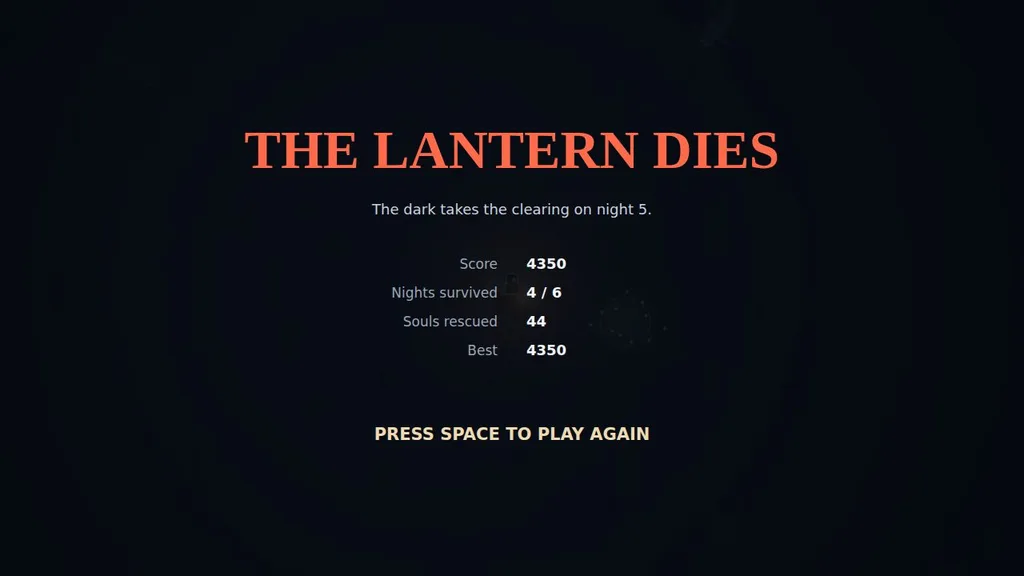 THE LANTERN DIES
The dark takes the clearing on night 5.
Score 4350
Nights survived 4 / 6
Souls rescued 44
Best 4350
PRESS SPACE TO PLAY AGAIN